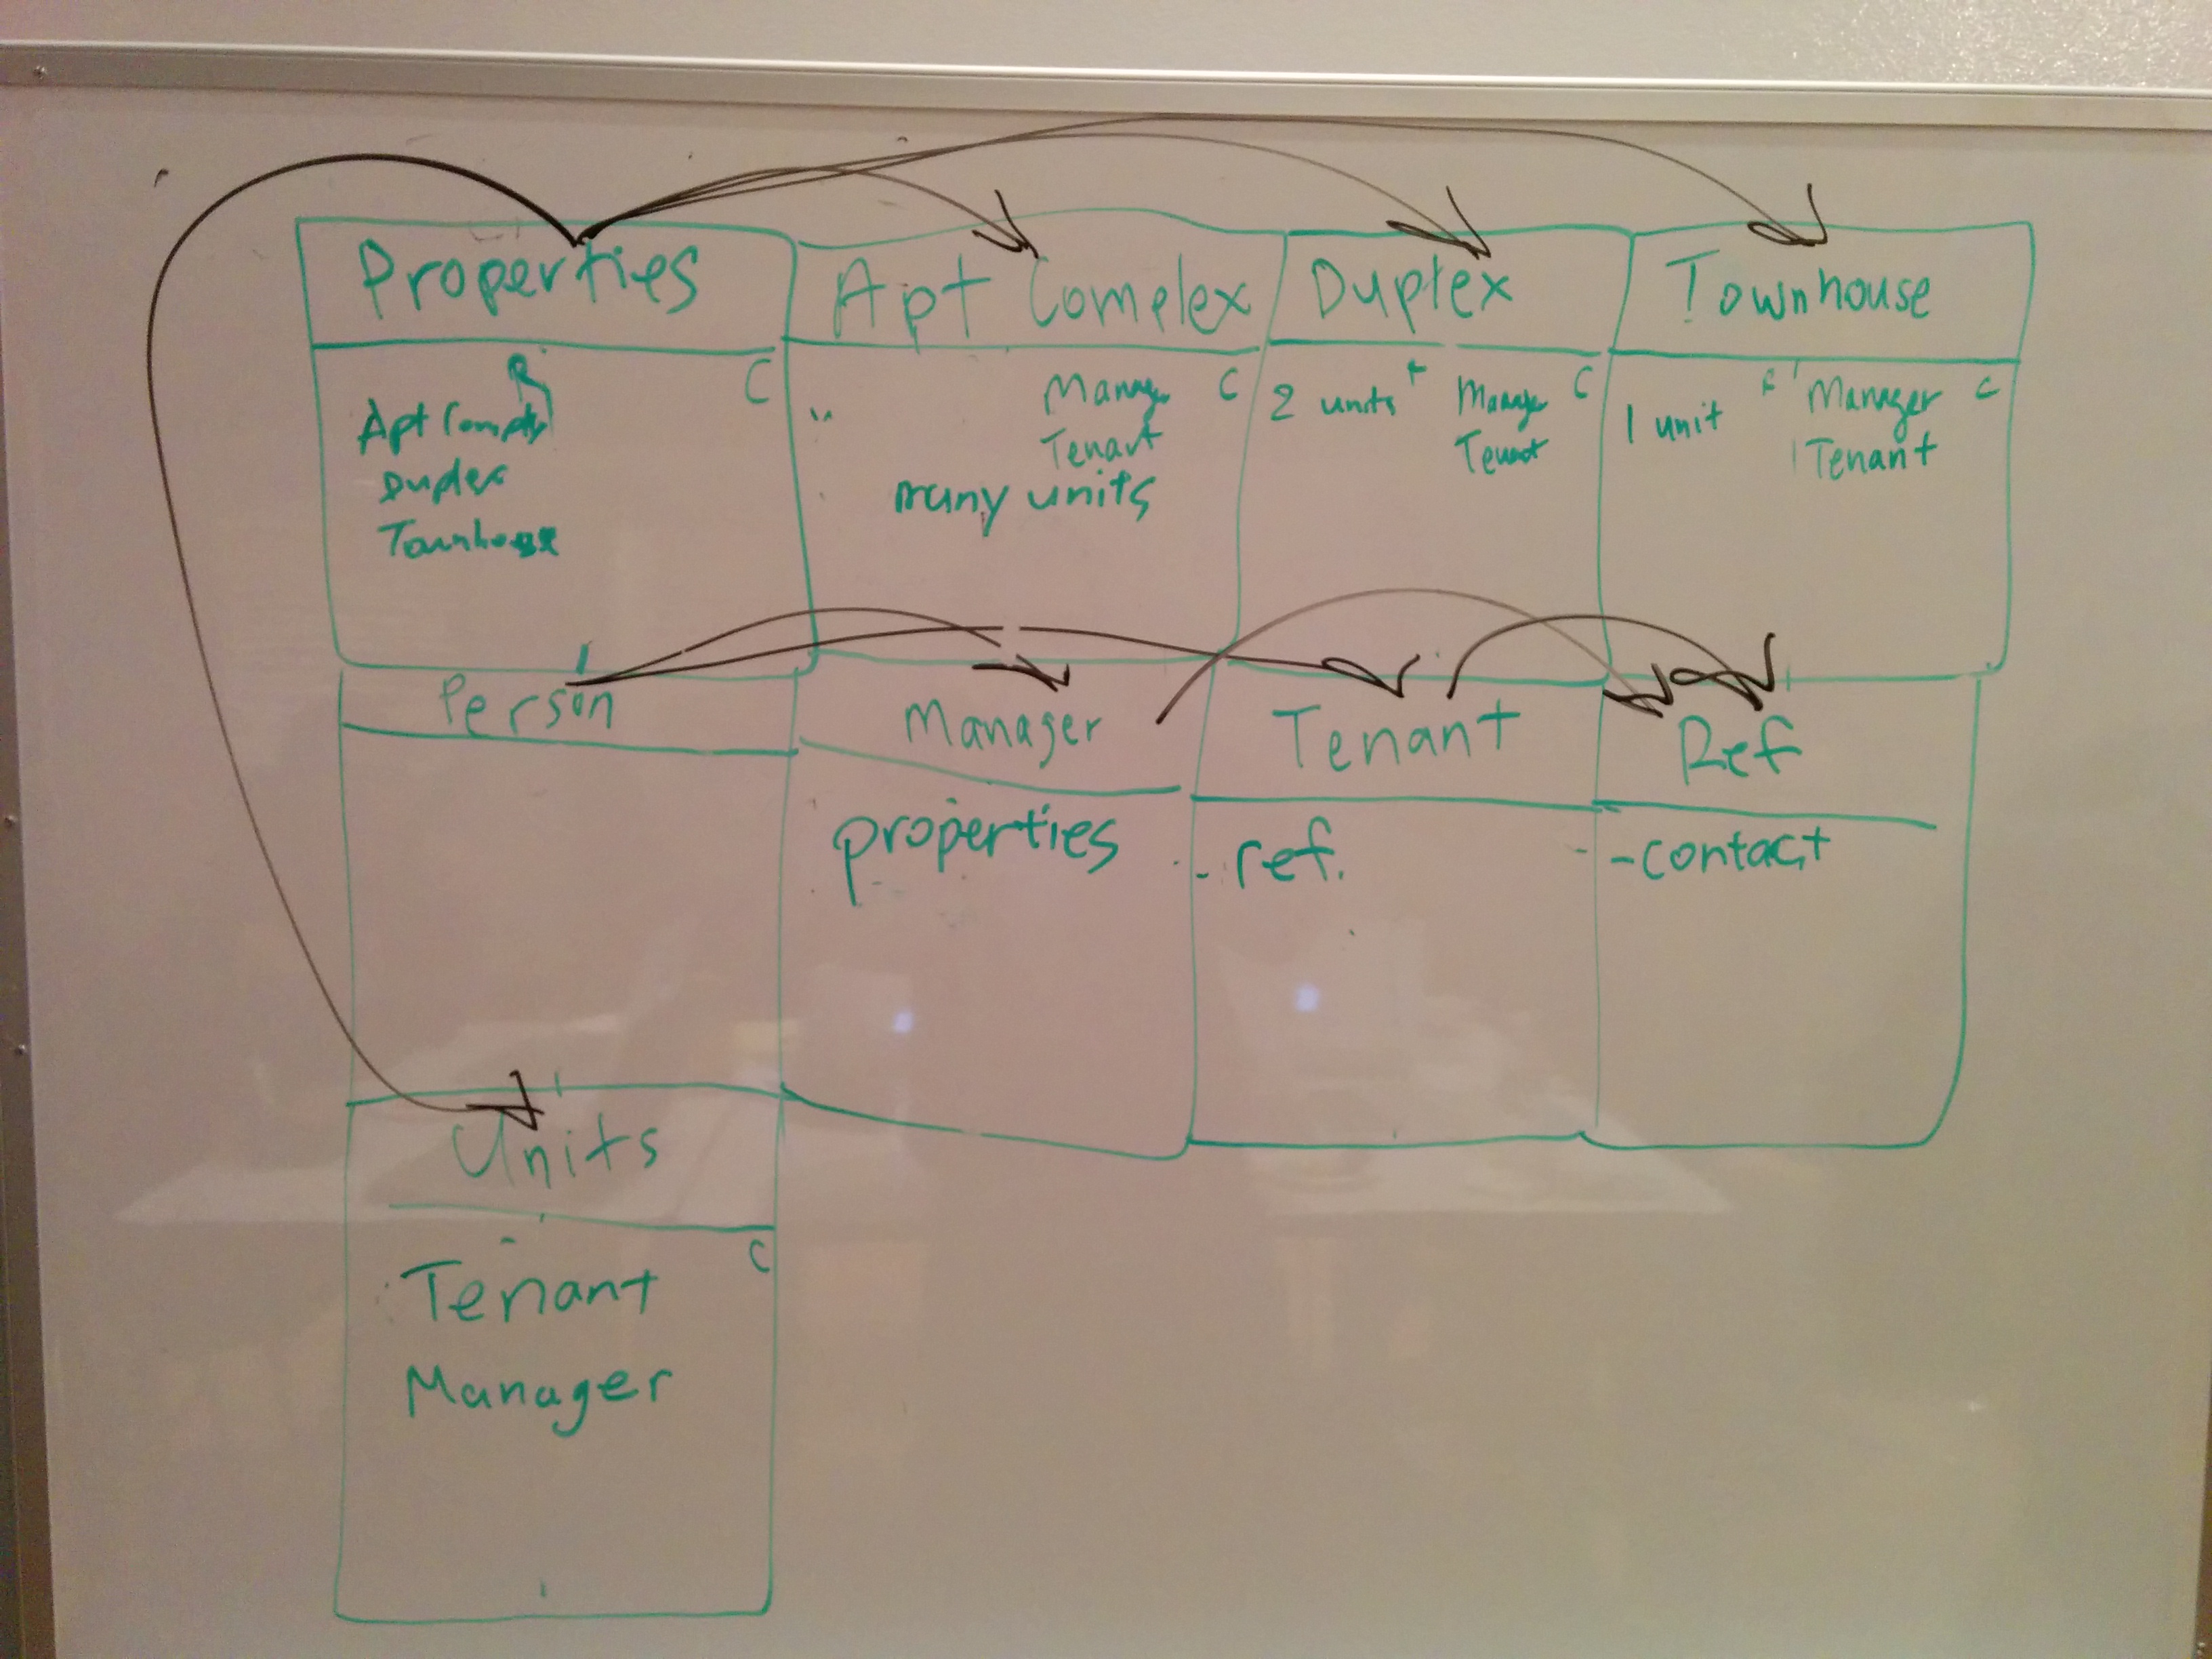 Properties
Apt Complex
Duplex
Townhouse
R
C
Apt Complx
Duplex
Townhouse
C
Manager
Tenant
many units
2 units
R
C
Manager
Tenant
1 unit
R
C
Manager
Tenant
Person
Manager
Tenant
Ref
properties
- ref.
- contact
Units
C
Tenant
Manager